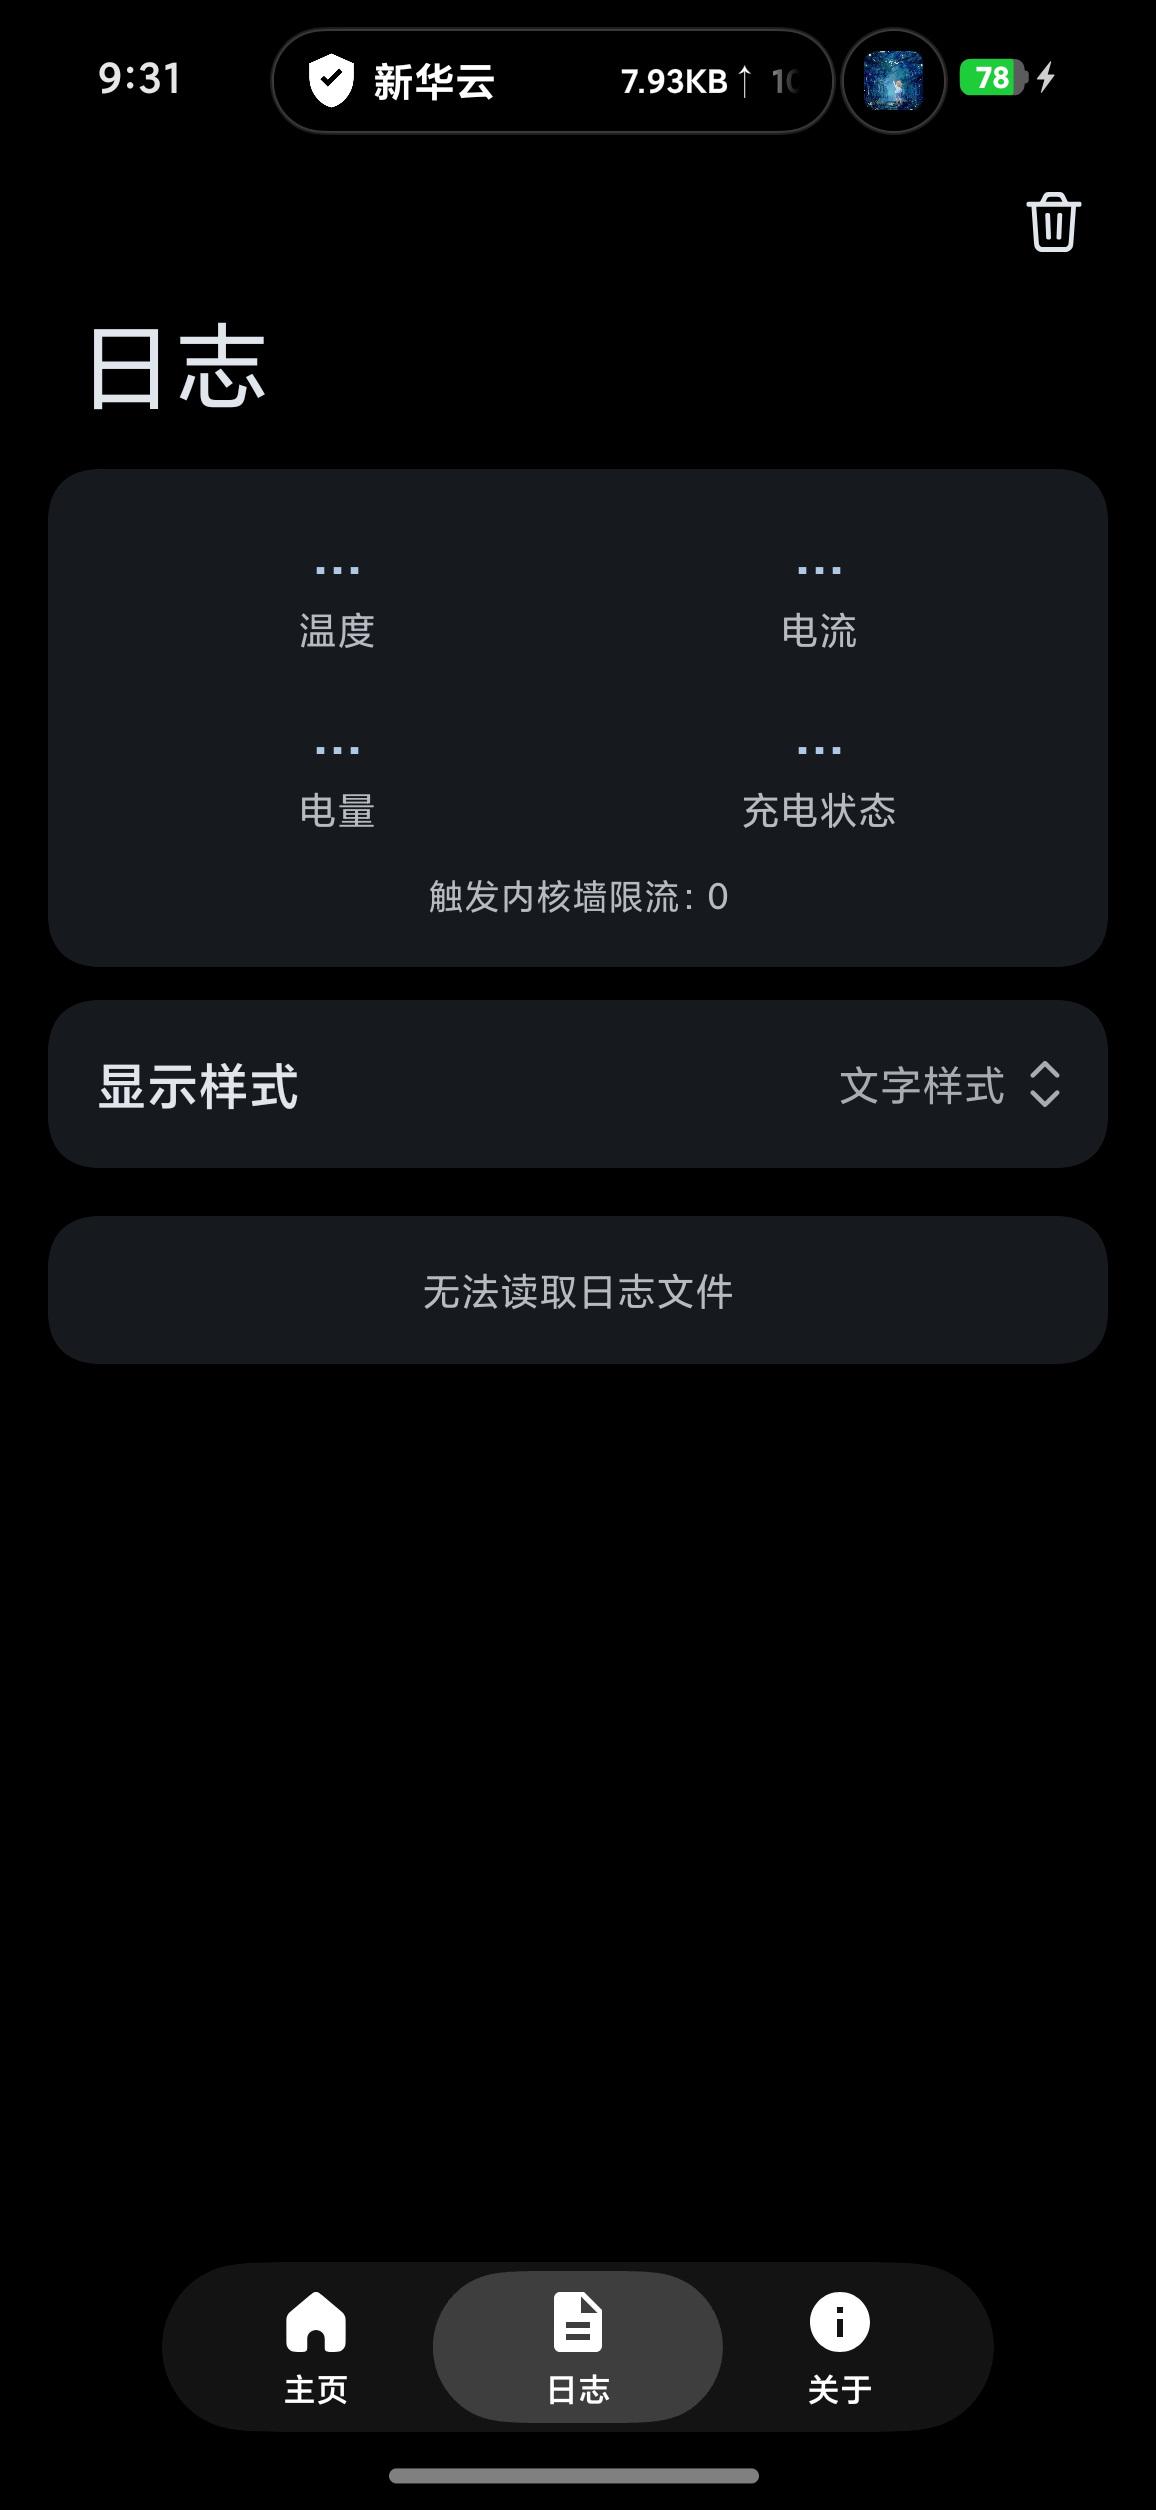 9:31
新华云 7.93KB↑
78
日志
... ...
温度 电流
... ...
电量 充电状态
触发内核墙限流: 0
显示样式 文字样式
无法读取日志文件
主页 日志 关于